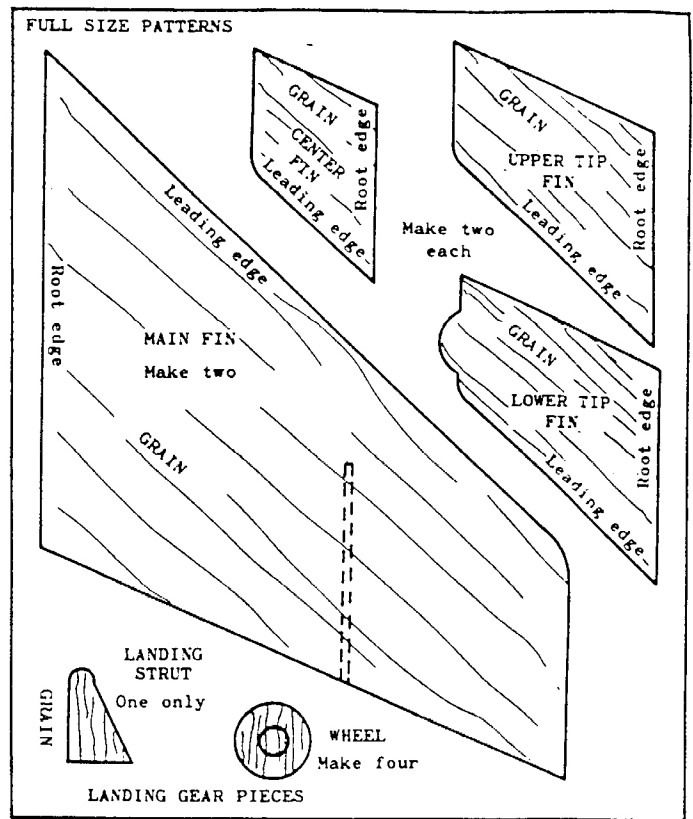 FULL SIZE PATTERNS
GRAIN
CENTER
FIN
Leading edge
Root edge
GRAIN
UPPER TIP
FIN
Leading edge
Root edge
Make two
each
Leading edge
Root edge
MAIN FIN
Make two
GRAIN
GRAIN
LOWER TIP
FIN
Leading edge
Root edge
LANDING
STRUT
One only
GRAIN
WHEEL
Make four
LANDING GEAR PIECES